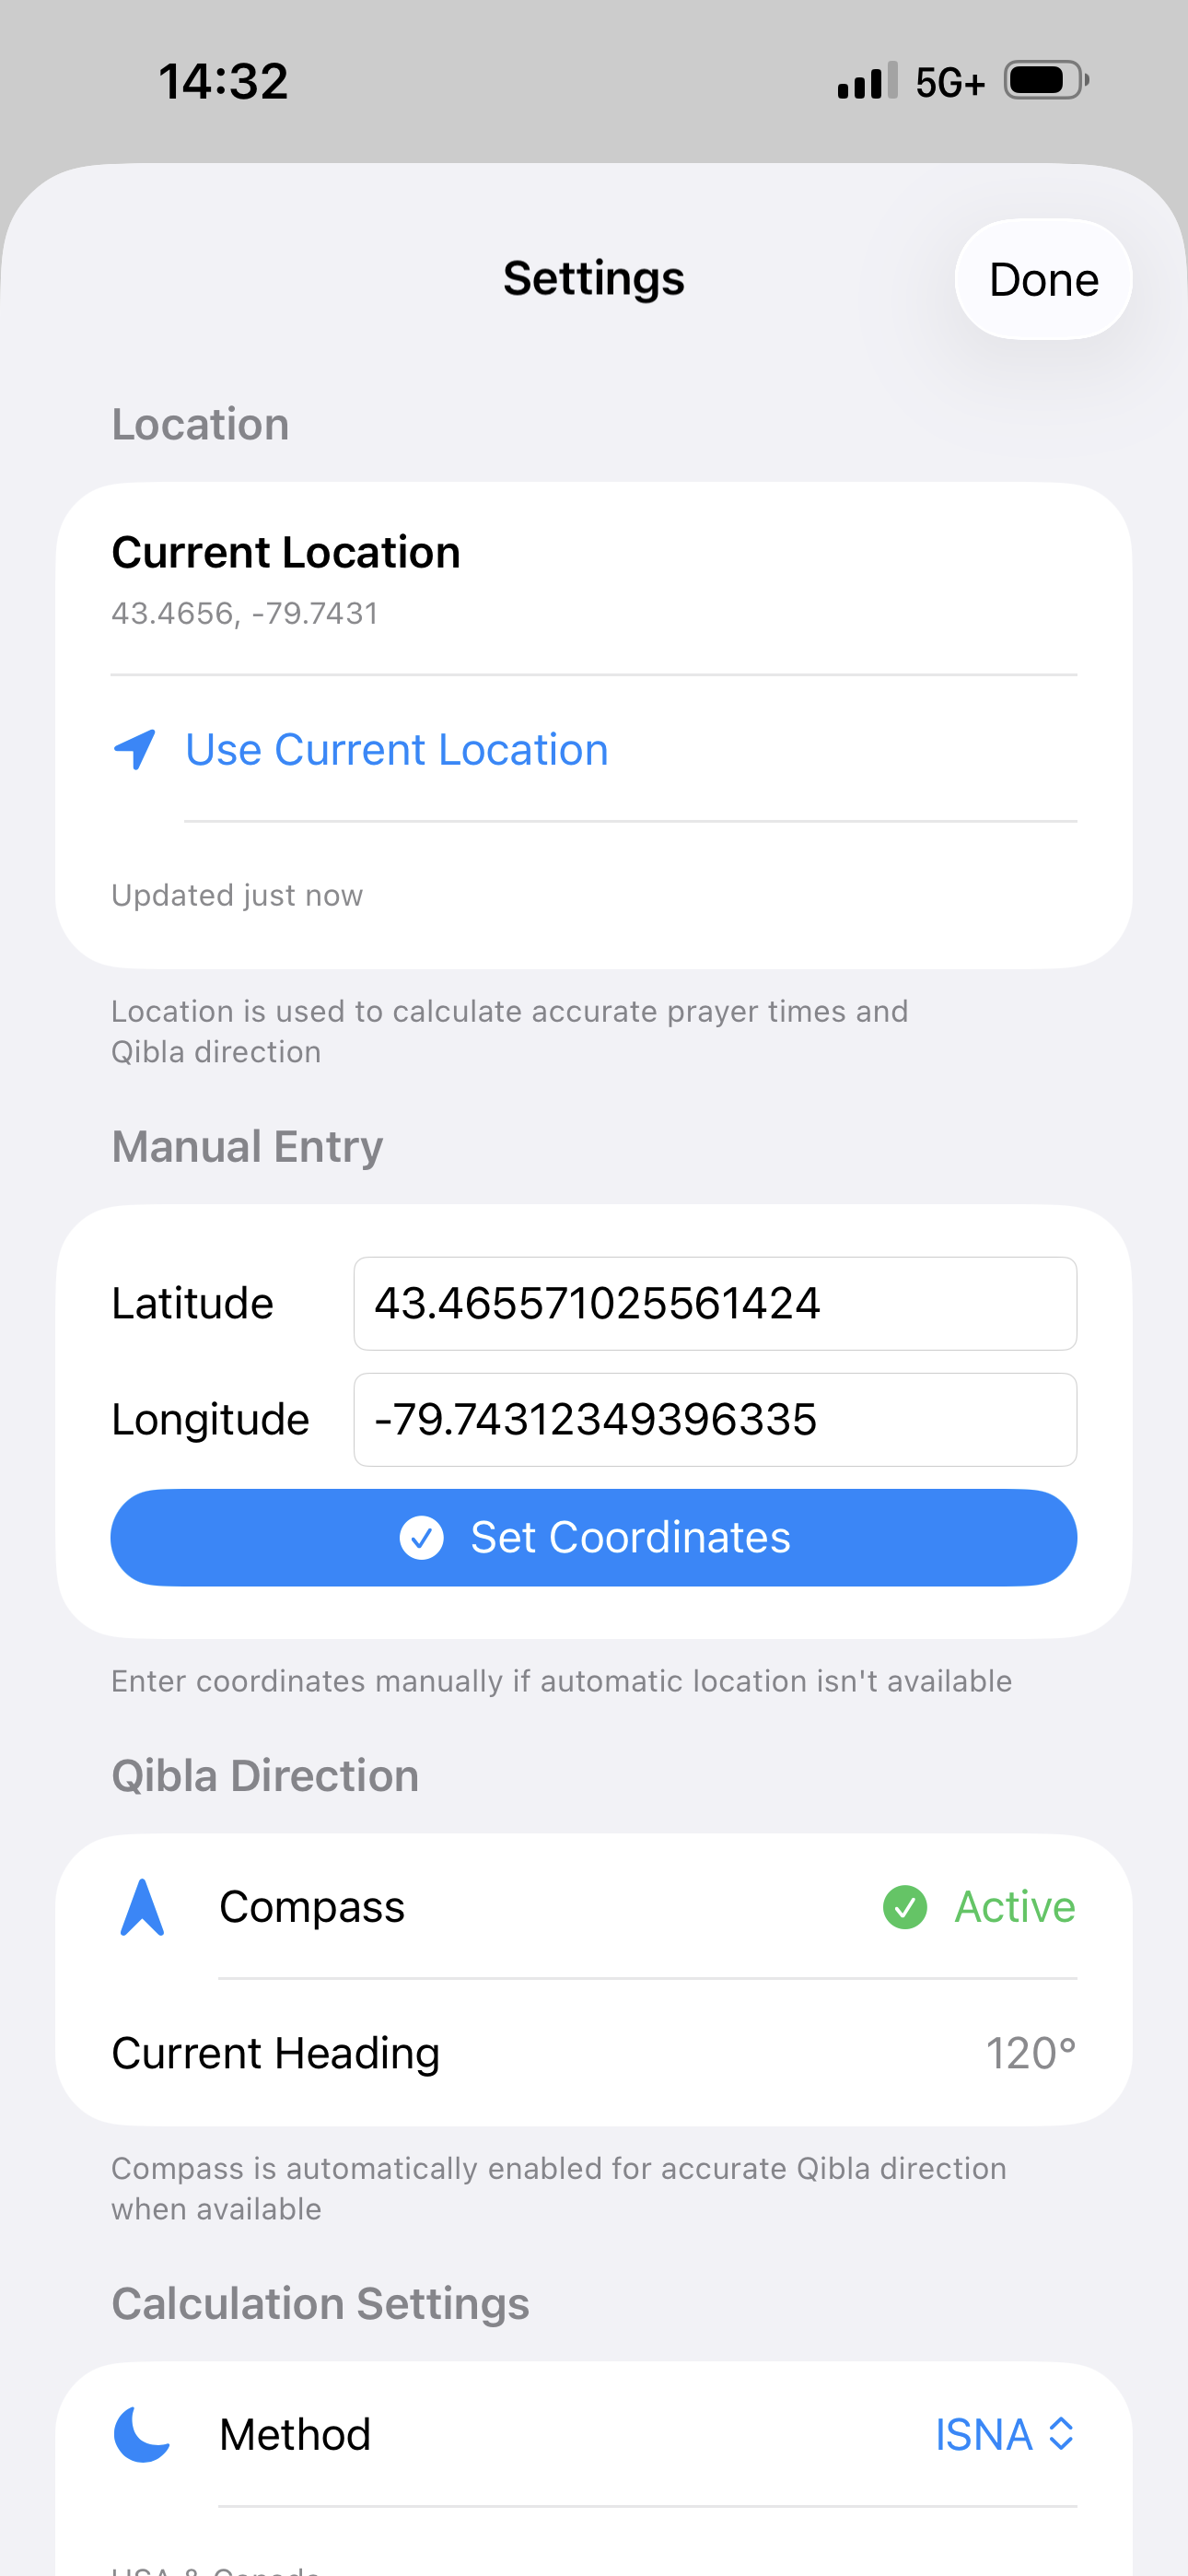 14:32
5G+
Settings
Done
Location
Current Location
43.4656, -79.7431
Use Current Location
Updated just now
Location is used to calculate accurate prayer times and
Qibla direction
Manual Entry
Latitude
43.465571025561424
Longitude
-79.74312349396335
Set Coordinates
Enter coordinates manually if automatic location isn't available
Qibla Direction
Compass
Active
Current Heading
120°
Compass is automatically enabled for accurate Qibla direction
when available
Calculation Settings
Method
ISNA
USA & Canada